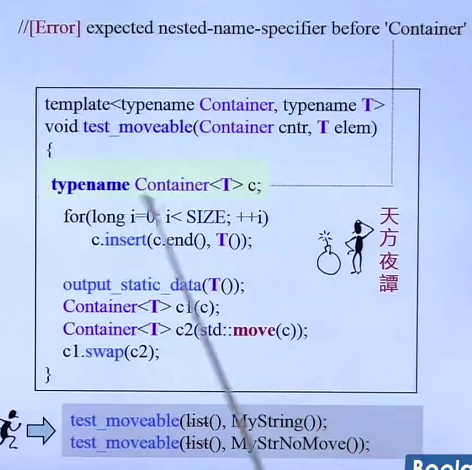 //[Error] expected nested-name-specifier before 'Container'
template<typename Container, typename T>
void test_moveable(Container cntr, T elem)
{
typename Container<T> c;
for(long i=0; i< SIZE; ++i)
c.insert(c.end(), T());
output_static_data(T());
Container<T> c1(c);
Container<T> c2(std::move(c));
c1.swap(c2);
}
天方夜譚
test_moveable(list(), MyString());
test_moveable(list(), MyStrNoMove());